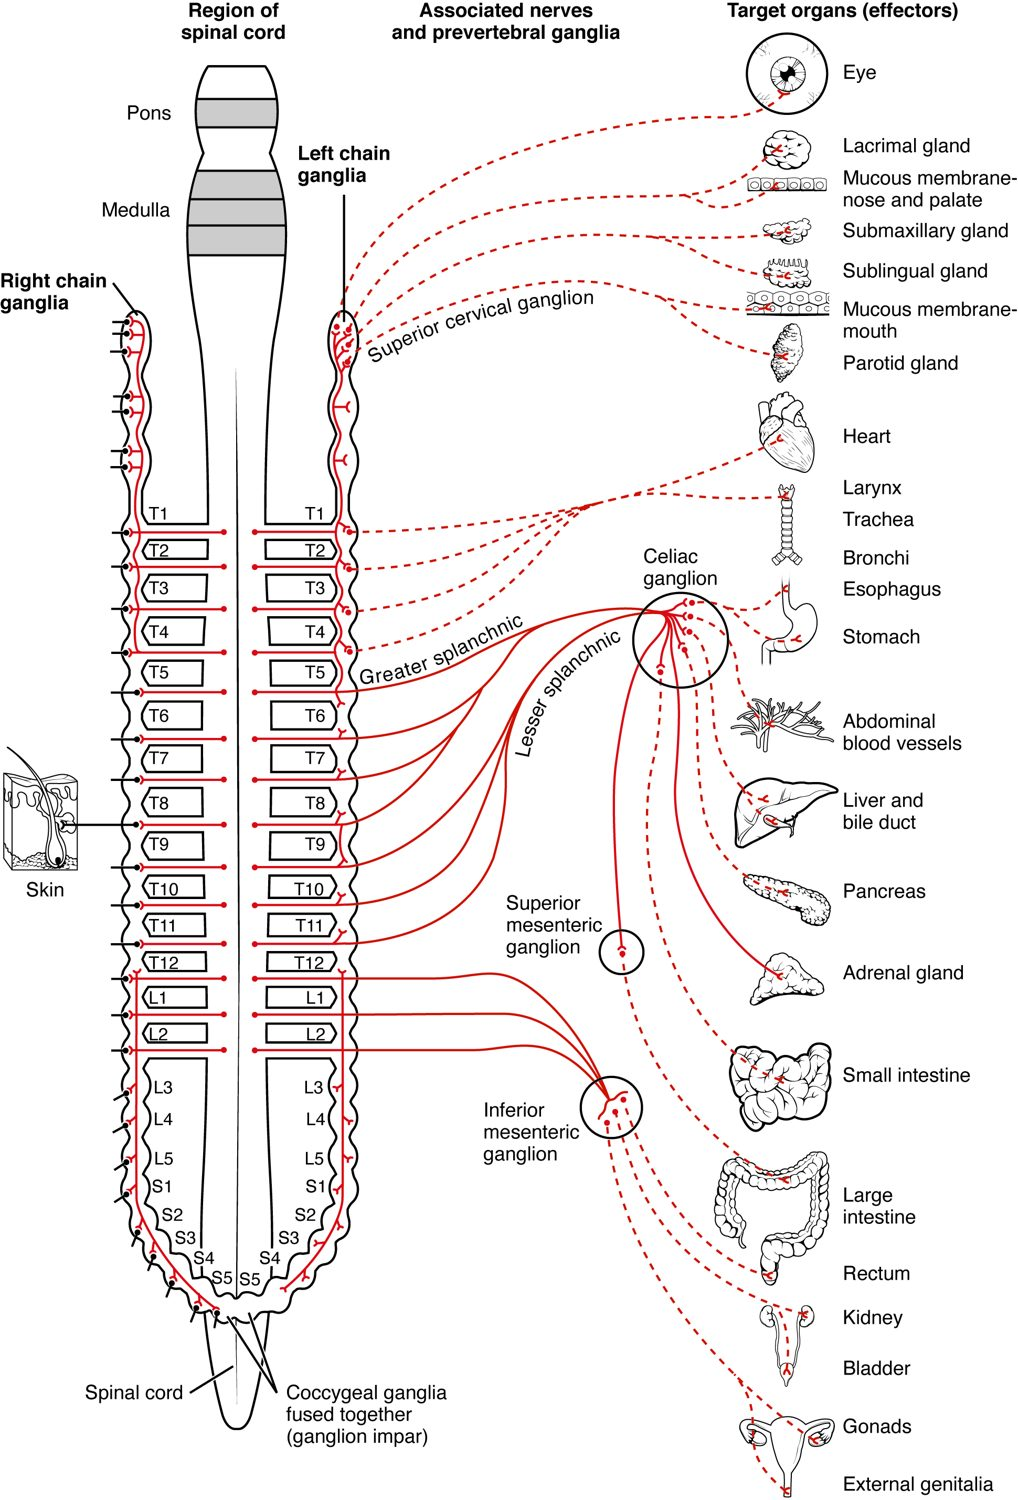 Region of
spinal cord
Associated nerves
and prevertebral ganglia
Target organs (effectors)
Pons
Medulla
Left chain
ganglia
Right chain
ganglia
Superior cervical ganglion
Eye
Lacrimal gland
Mucous membrane-
nose and palate
Submaxillary gland
Sublingual gland
Mucous membrane-
mouth
Parotid gland
Heart
Larynx
Trachea
Bronchi
Esophagus
Stomach
Abdominal
blood vessels
Liver and
bile duct
Pancreas
Adrenal gland
Small intestine
Large
intestine
Rectum
Kidney
Bladder
Gonads
External genitalia
Celiac
ganglion
Greater splanchnic
Lesser splanchnic
Superior
mesenteric
ganglion
Inferior
mesenteric
ganglion
T1 T1
T2 T2
T3 T3
T4 T4
T5 T5
T6 T6
T7 T7
T8 T8
T9 T9
T10 T10
T11 T11
T12 T12
L1 L1
L2 L2
L3 L3
L4 L4
L5 L5
S1 S1
S2 S2
S3 S3
S4 S4
S5 S5
Skin
Spinal cord
Coccygeal ganglia
fused together
(ganglion impar)